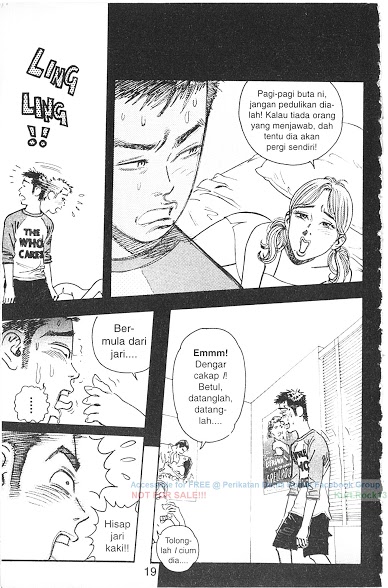 LING
LING
!!
Pagi-pagi buta ni,
jangan pedulikan dia-
lah! Kalau tiada orang
yang menjawab, dah
tentu dia akan
pergi sendiri!
THE
WHO
CARES
Ber-
mula dari
jari....
...
Emmm!
Dengar
cakap I!
Betul,
datanglah,
datang-
lah....
Hisap
jari
kaki!!
Tolong-
lah I cium
dia....
19
NOT FOR SALE!!!